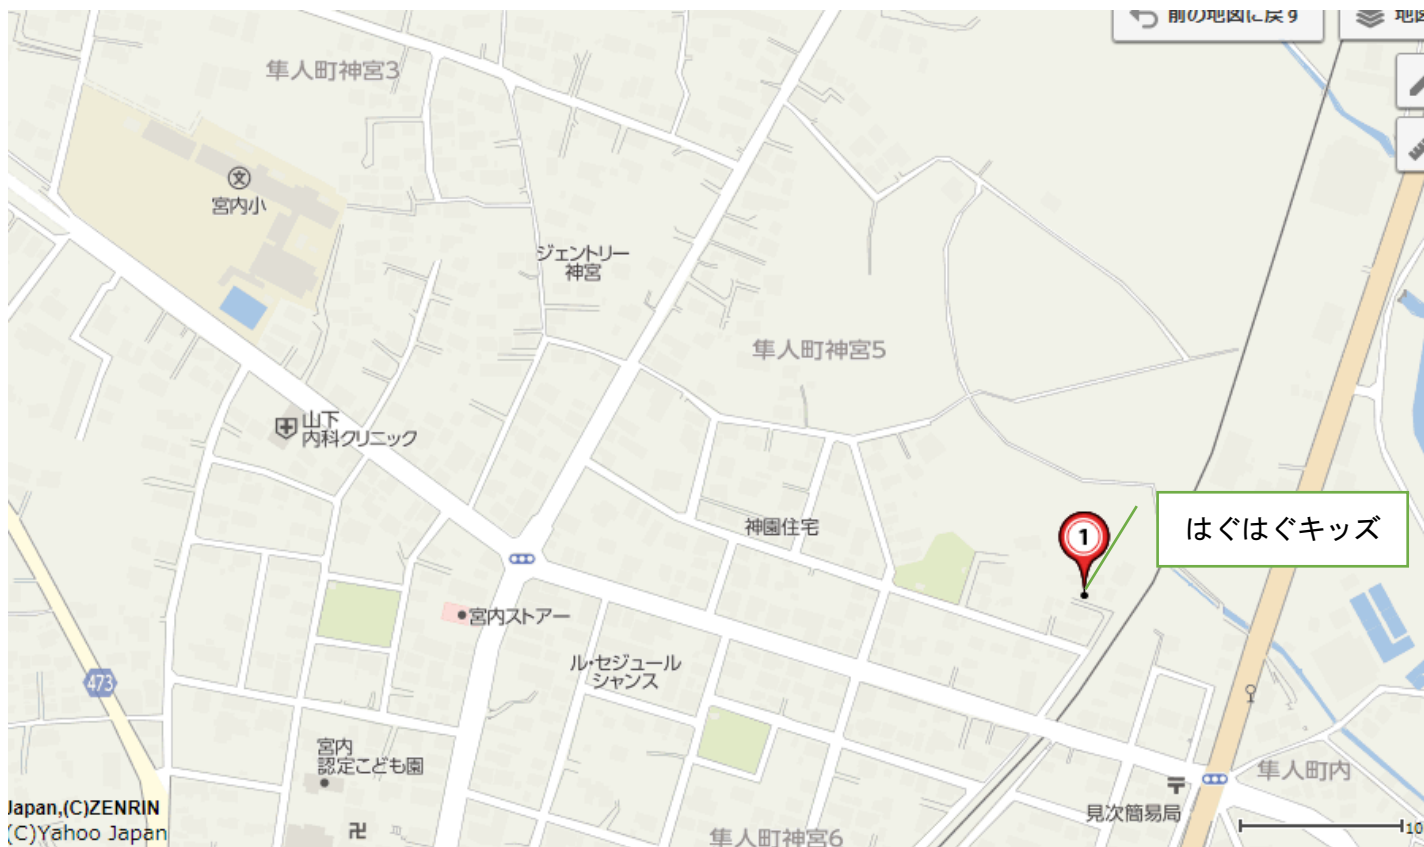 前の地図に戻す
地図
隼人町神宮3
文
宮内小
ジェントリー
神宮
隼人町神宮5
山下
内科クリニック
神園住宅
1
はぐはぐキッズ
宮内ストアー
ル・セジュール
シャンス
473
宮内
認定こども園
隼人町内
見次簡易局
隼人町神宮6
Japan,(C)ZENRIN
(C)Yahoo Japan
10